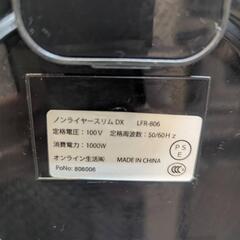 ノンライヤースリムDX LFR-806
定格電圧：100V 定格周波数：50/60Hz
消費電力：1000W
オンライン生活㈱ MADE IN CHINA
PoNo: 806006
PSE